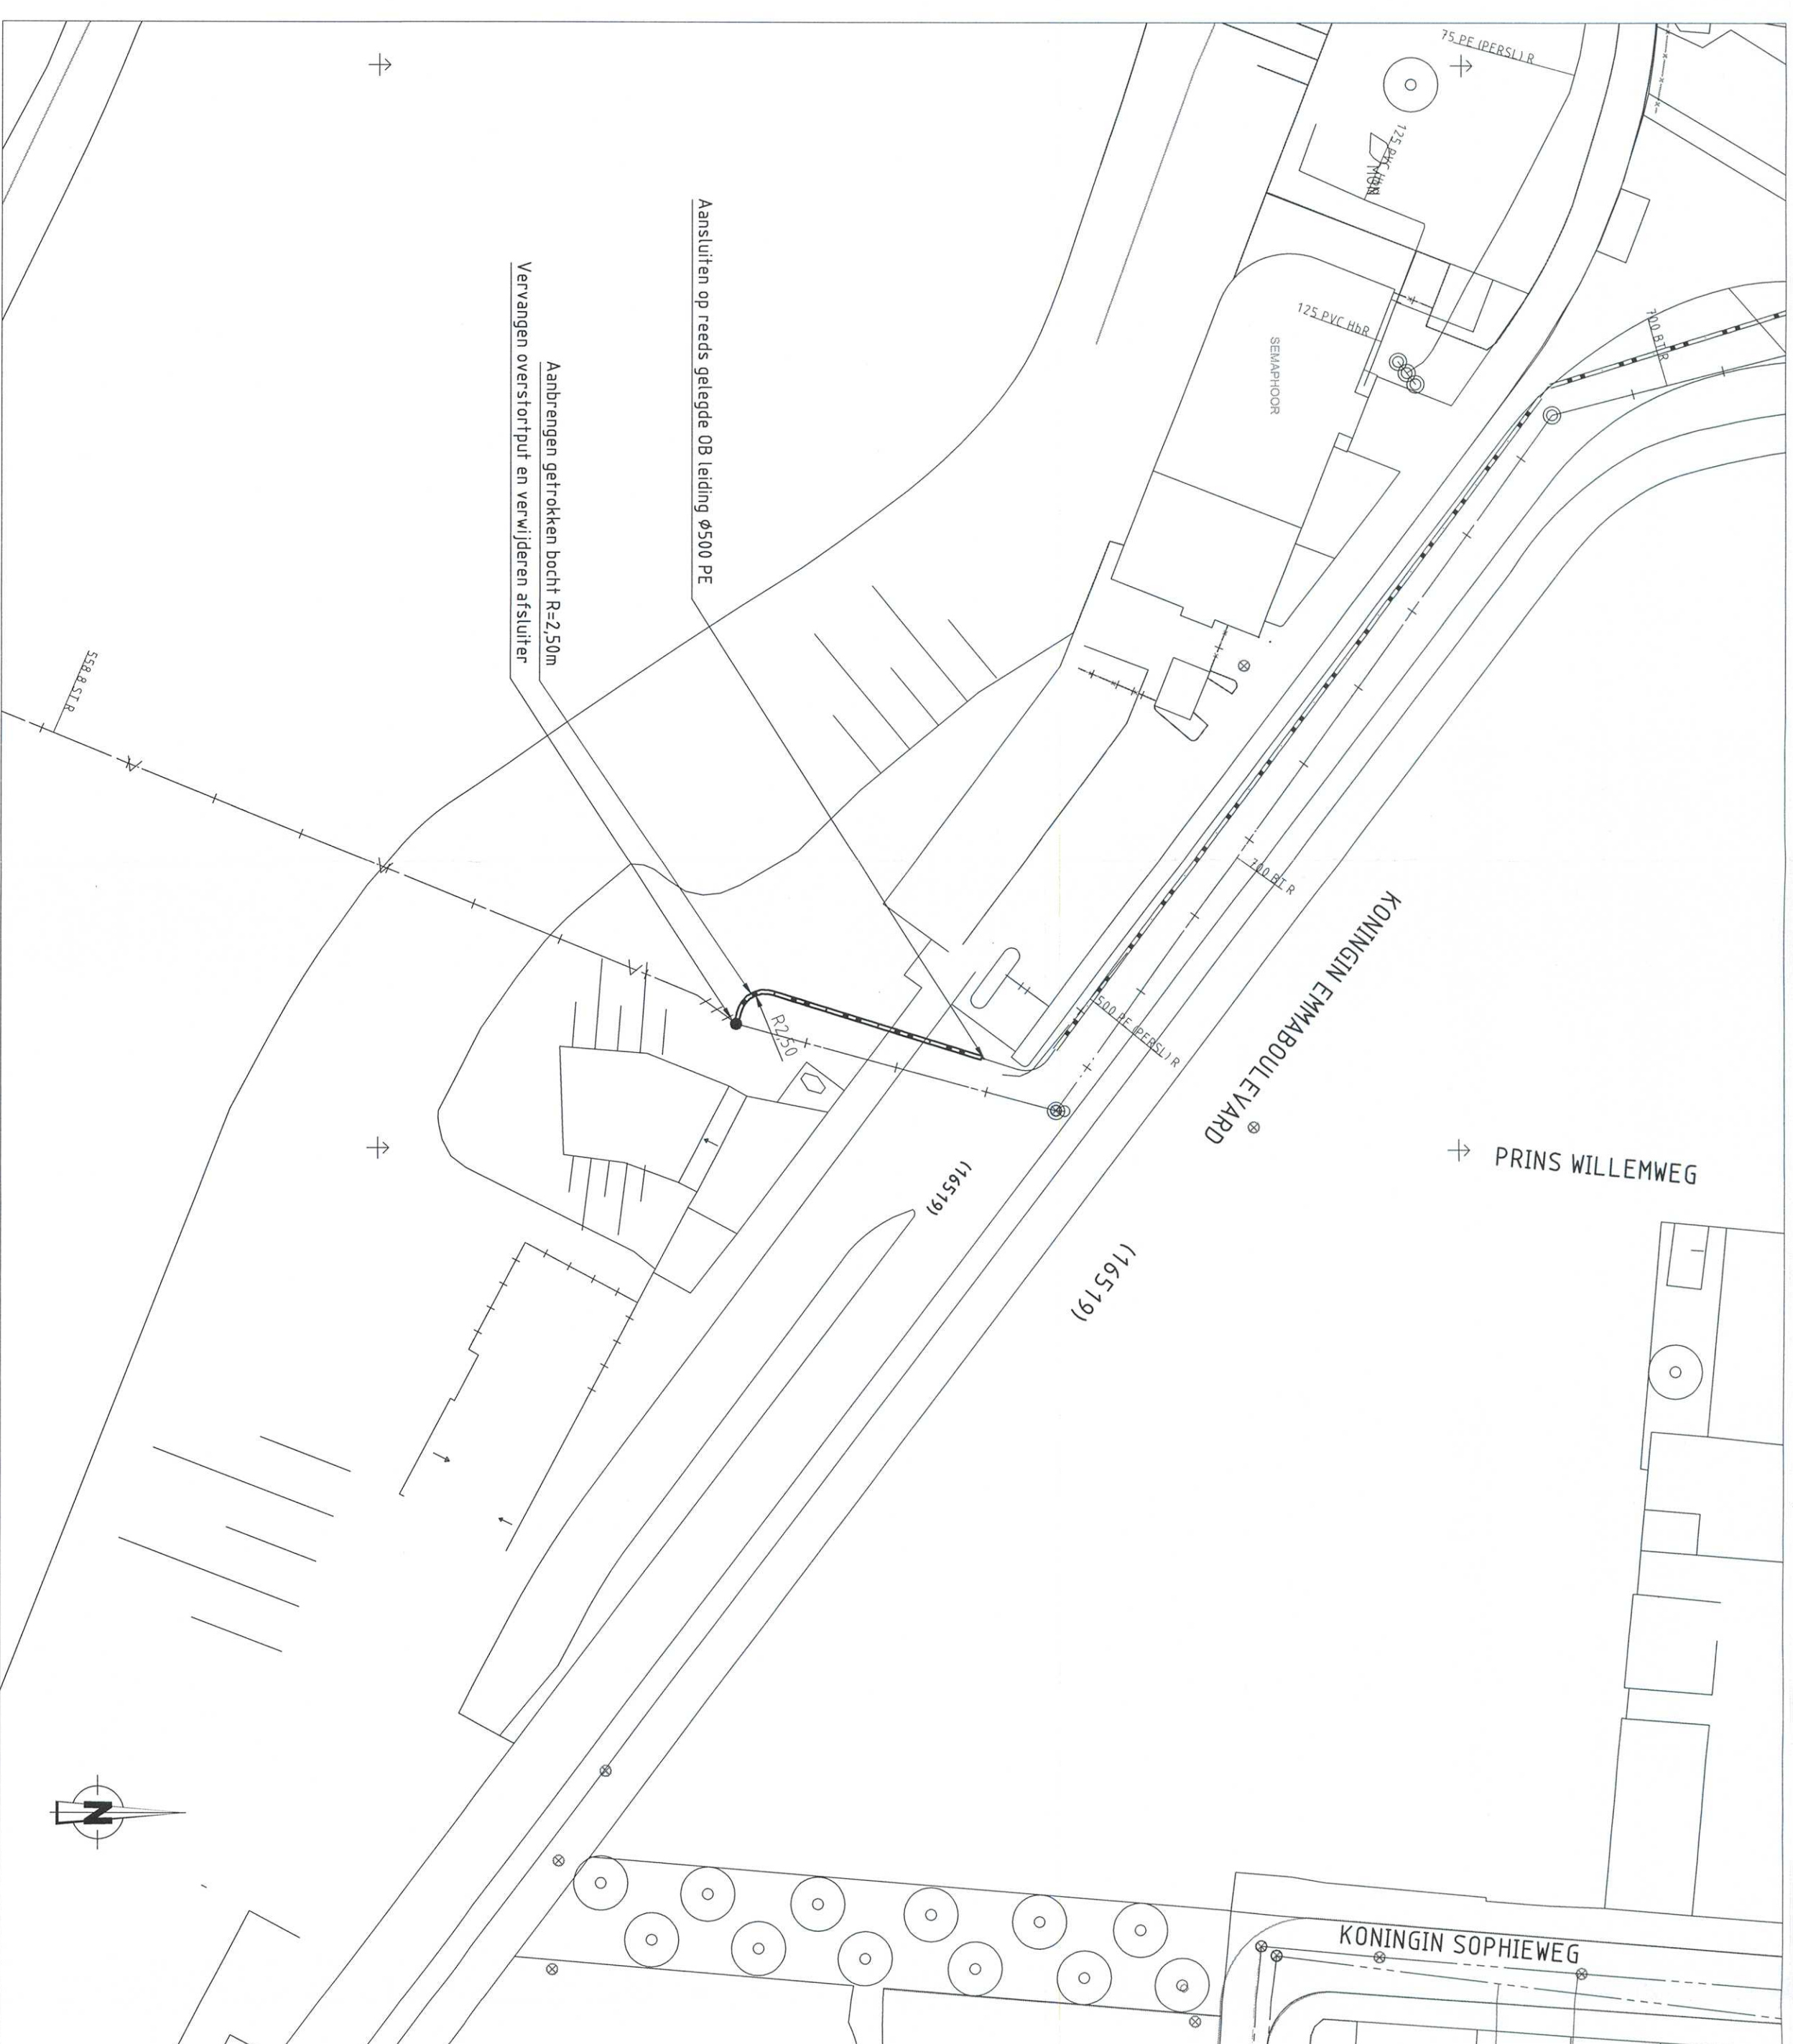 75 PE (PERSL) R
125 PVC HbR
700 BT R
125 PVC HbR
SEMAPHOOR
Aansluiten op reeds gelegde OB leiding Ø500 PE
Aanbrengen getrokken bocht R=2,50m
Vervangen overstortput en verwijderen afsluiter
558.8 ST R
700 BT R
KONINGIN EMMABOULEVARD
500 PE (PERSL) R
R2,50
PRINS WILLEMWEG
(16519)
(16519)
N
KONINGIN SOPHIEWEG